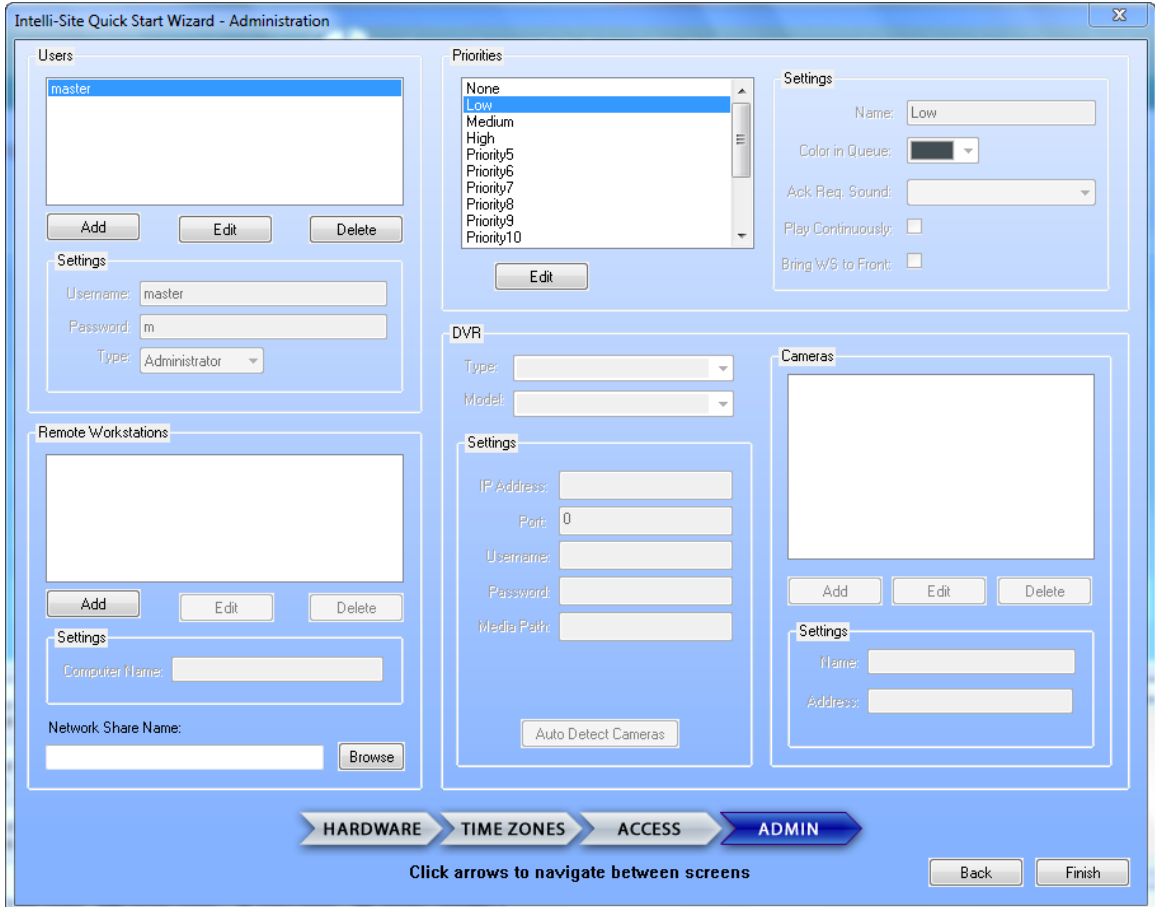 Intelli-Site Quick Start Wizard - Administration
X
Users
master
Add
Edit
Delete
Settings
Username: master
Password: m
Type: Administrator
Remote Workstations
Add
Edit
Delete
Settings
Computer Name:
Network Share Name:
Browse
Priorities
None
Low
Medium
High
Priority5
Priority6
Priority7
Priority8
Priority9
Priority10
Edit
Settings
Name: Low
Color in Queue:
Ack Req. Sound:
Play Continuously:
Bring WS to Front:
DVR
Type:
Model:
Settings
IP Address:
Port: 0
Username:
Password:
Media Path:
Auto Detect Cameras
Cameras
Add
Edit
Delete
Settings
Name:
Address:
HARDWARE
TIME ZONES
ACCESS
ADMIN
Click arrows to navigate between screens
Back
Finish